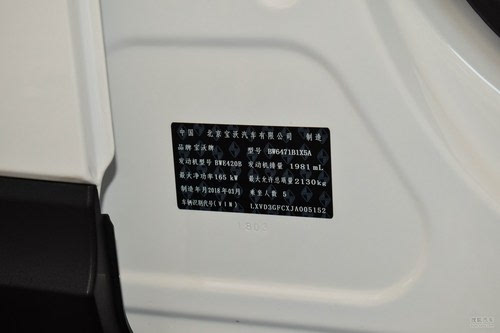 中国 北京宝沃汽车有限公司 制造
品牌 宝沃牌 型号 BW6471B1X5A
发动机型号 BWE420B 发动机排量 1981 mL
最大净功率 165 kW 最大允许总质量 2130 kg
制造年月 2018年03月 乘坐人数 5
车辆识别代号(VIN) LXVD3GFCXJA005152